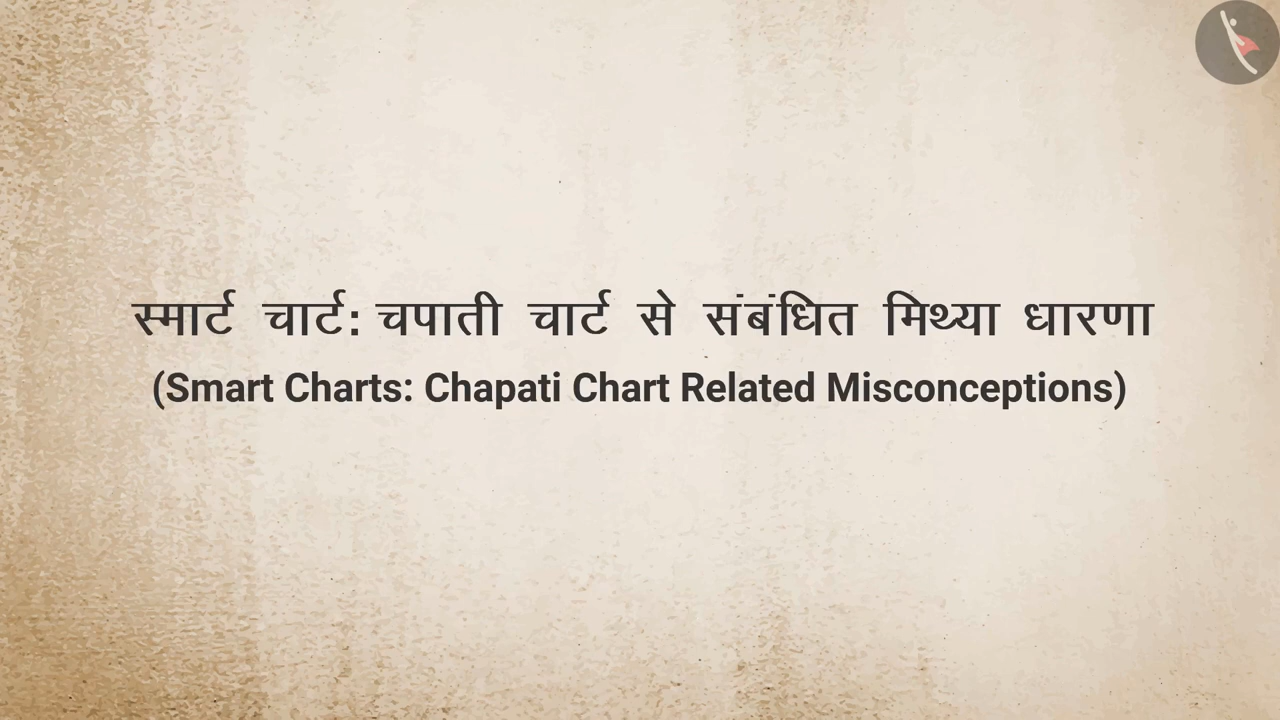 स्मार्ट चार्ट: चपाती चार्ट से संबंधित मिथ्या धारणा
(Smart Charts: Chapati Chart Related Misconceptions)